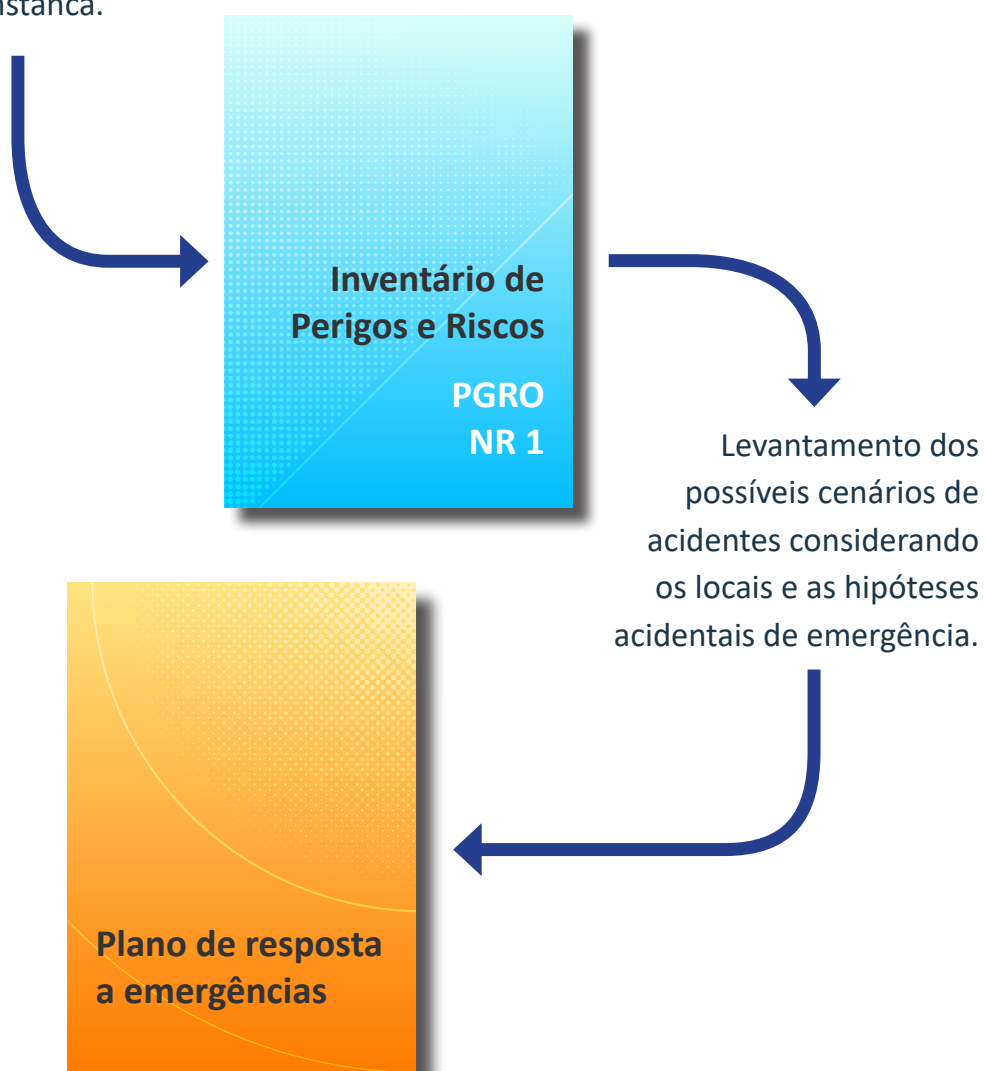 Inventário de
Perigos e Riscos
PGRO
NR 1
Levantamento dos
possíveis cenários de
acidentes considerando
os locais e as hipóteses
acidentais de emergência.
Plano de resposta
a emergências